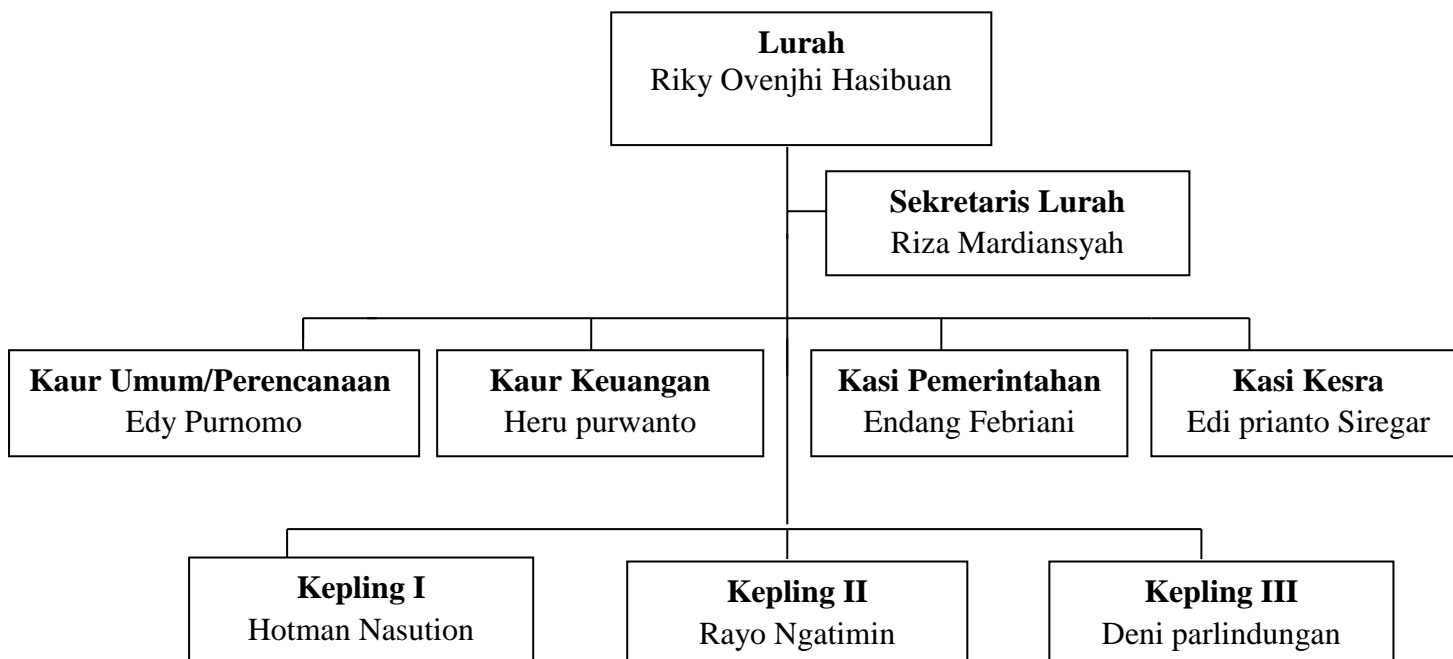 Lurah
Riky Ovenjhi Hasibuan
Sekretaris Lurah
Riza Mardiansyah
Kaur Umum/Perencanaan
Edy Purnomo
Kaur Keuangan
Heru purwanto
Kasi Pemerintahan
Endang Febriani
Kasi Kesra
Edi prianto Siregar
Kepling I
Hotman Nasution
Kepling II
Rayo Ngatimin
Kepling III
Deni parlindungan